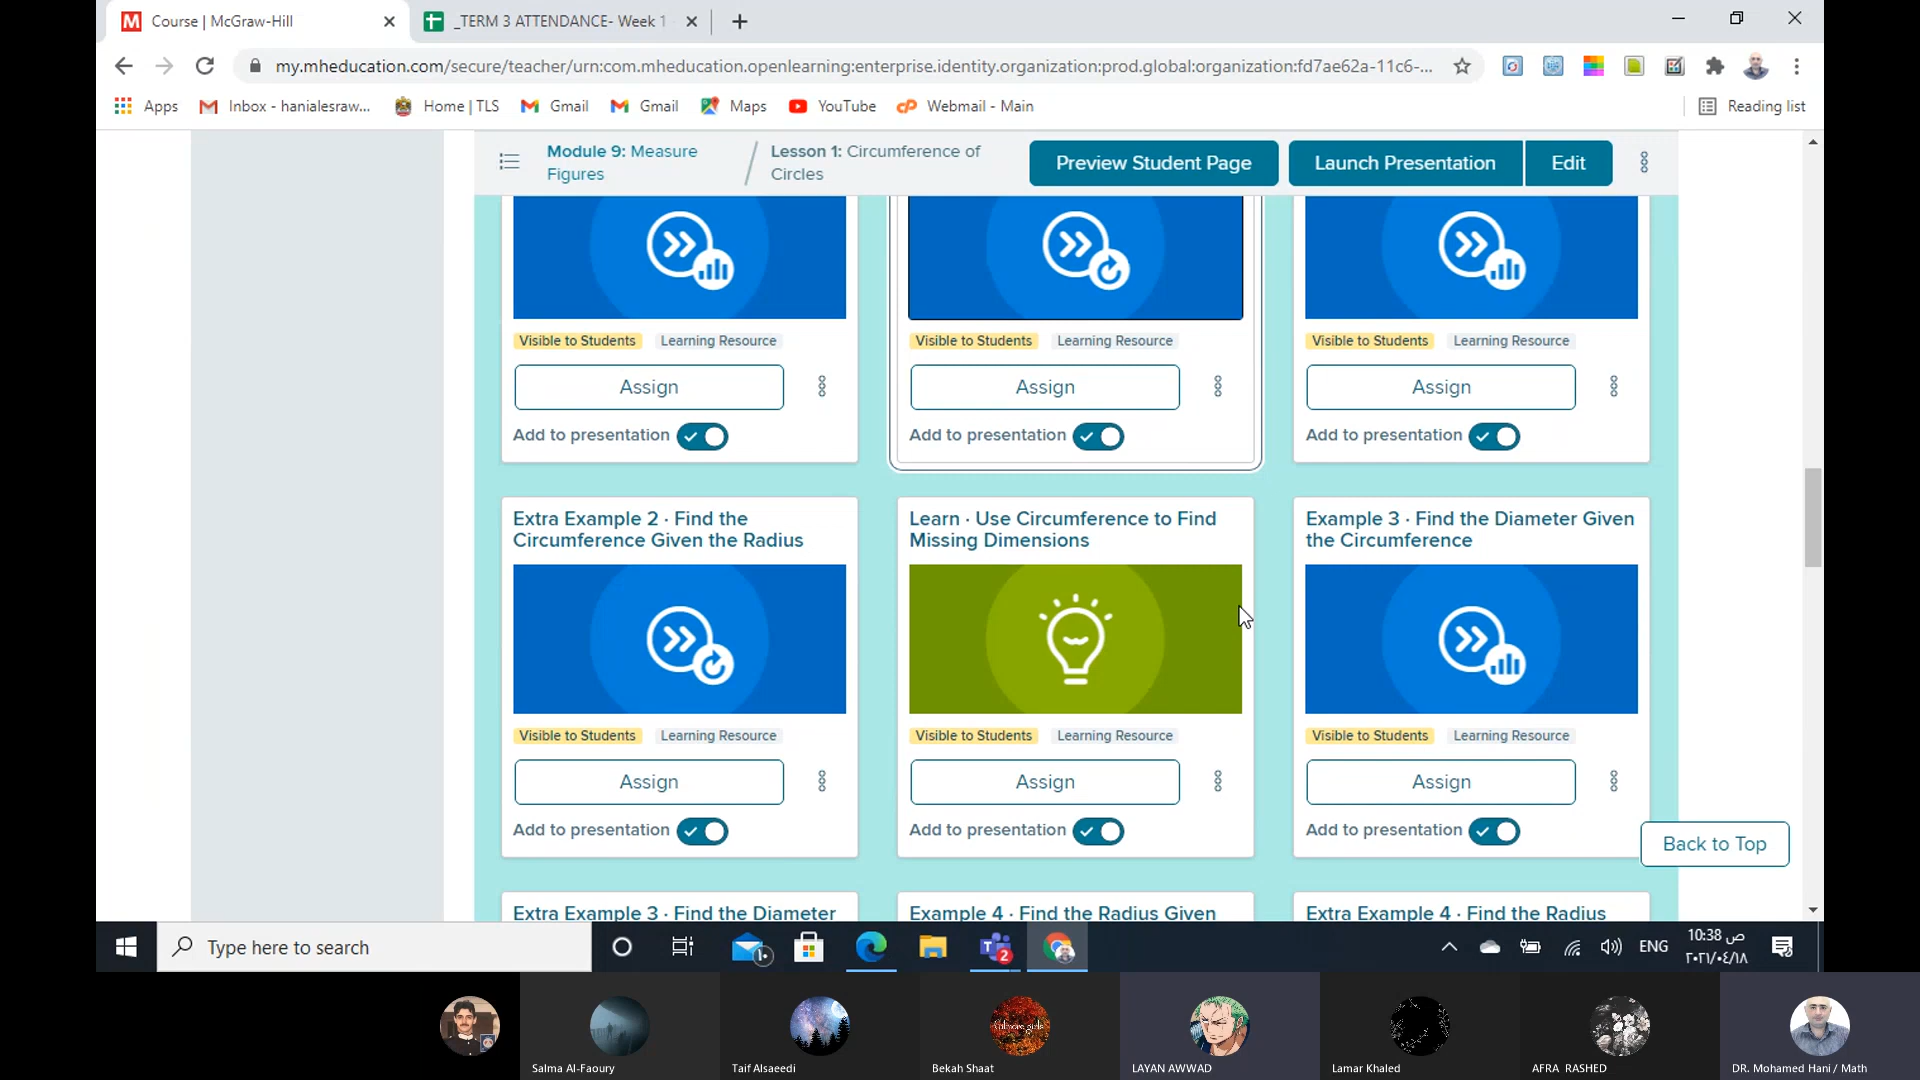 Course | McGraw-Hill
_TERM 3 ATTENDANCE- Week 1
my.mheducation.com/secure/teacher/urn:com.mheducation.openlearning:enterprise.identity.organization:prod.global:organization:fd7ae62a-11c6-...
Apps
Inbox - hanialesraw...
Home | TLS
Gmail
Gmail
Maps
YouTube
Webmail - Main
Reading list
Module 9: Measure
Figures
Lesson 1: Circumference of
Circles
Preview Student Page
Launch Presentation
Edit
Visible to Students
Learning Resource
Visible to Students
Learning Resource
Visible to Students
Learning Resource
Assign
Assign
Assign
Add to presentation
Add to presentation
Add to presentation
Extra Example 2 · Find the
Circumference Given the Radius
Learn · Use Circumference to Find
Missing Dimensions
Example 3 · Find the Diameter Given
the Circumference
Visible to Students
Learning Resource
Visible to Students
Learning Resource
Visible to Students
Learning Resource
Assign
Assign
Assign
Add to presentation
Add to presentation
Add to presentation
Back to Top
Extra Example 3 · Find the Diameter
Example 4 · Find the Radius Given
Extra Example 4 · Find the Radius
Type here to search
2
ENG
10:38 ص
٢٠٢١/٠٤/١٨
Gilmore girls
Salma Al-Faoury
Taif Alsaeedi
Bekah Shaat
LAYAN AWWAD
Lamar Khaled
AFRA RASHED
DR. Mohamed Hani / Math